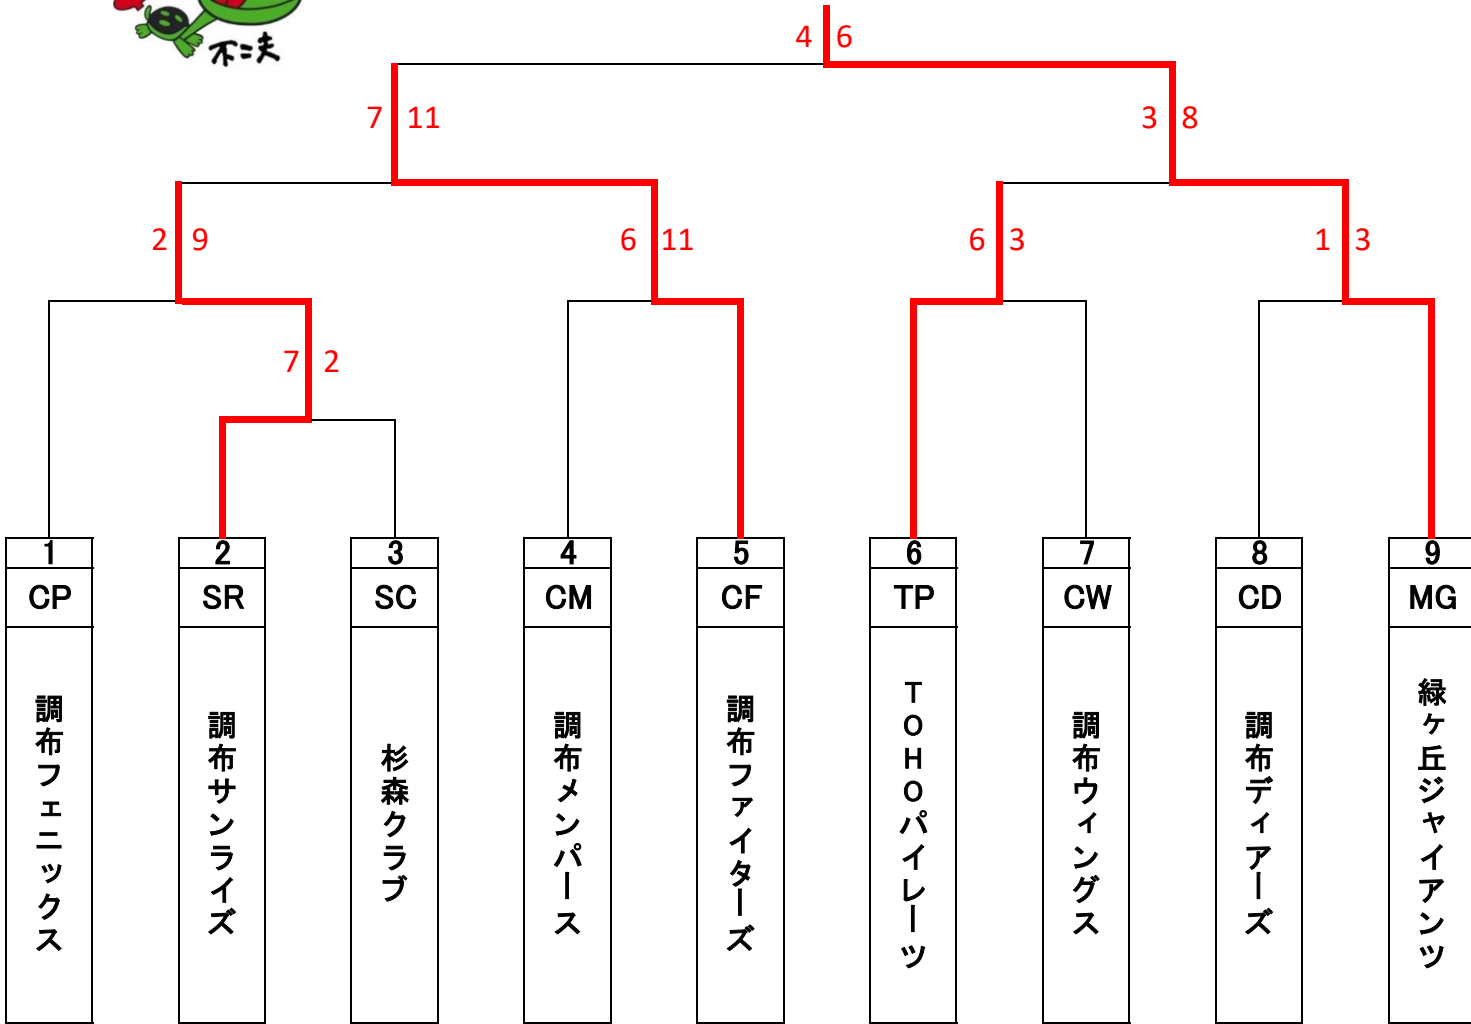 不二夫
4 6
7 11
3 8
2 9
6 11
6 3
1 3
7 2
1 2 3 4 5 6 7 8 9
CP SR SC CM CF TP CW CD MG
調布フェニックス
調布サンライズ
杉森クラブ
調布メンパース
調布ファイターズ
TOHOパイレーツ
調布ウィングス
調布ディアーズ
緑ヶ丘ジャイアンツ